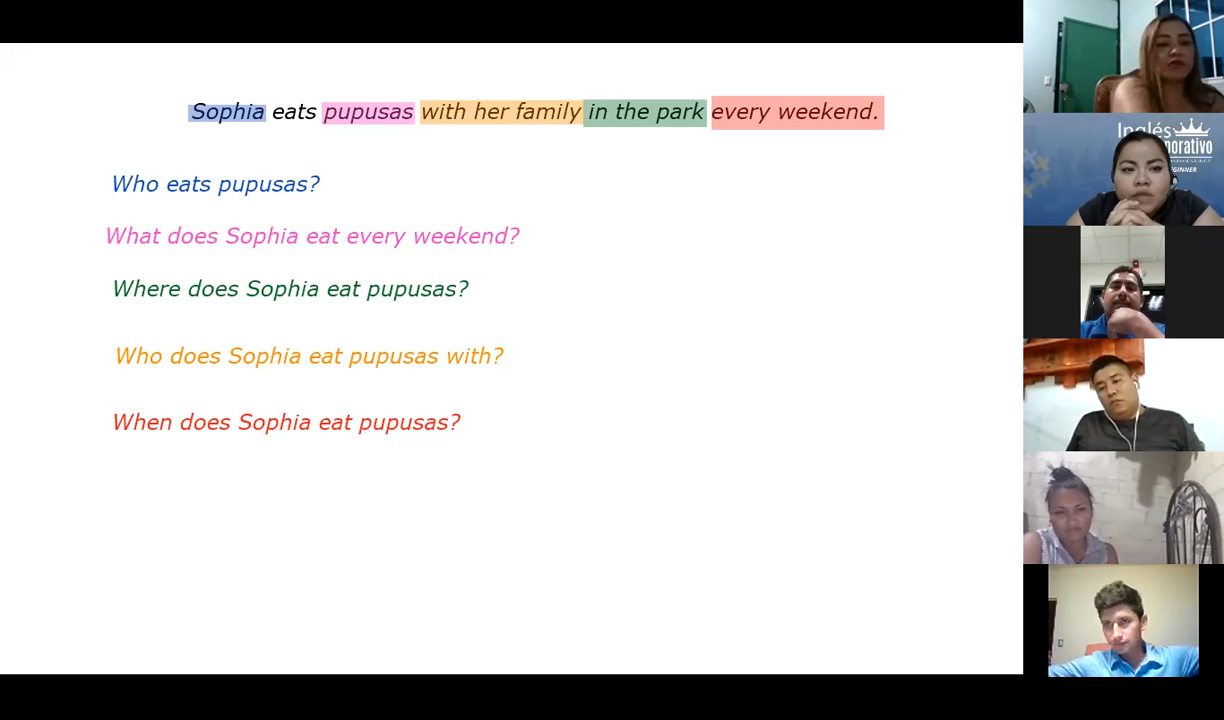 Sophia eats pupusas with her family in the park every weekend.
Who eats pupusas?
What does Sophia eat every weekend?
Where does Sophia eat pupusas?
Who does Sophia eat pupusas with?
When does Sophia eat pupusas?
Inglés